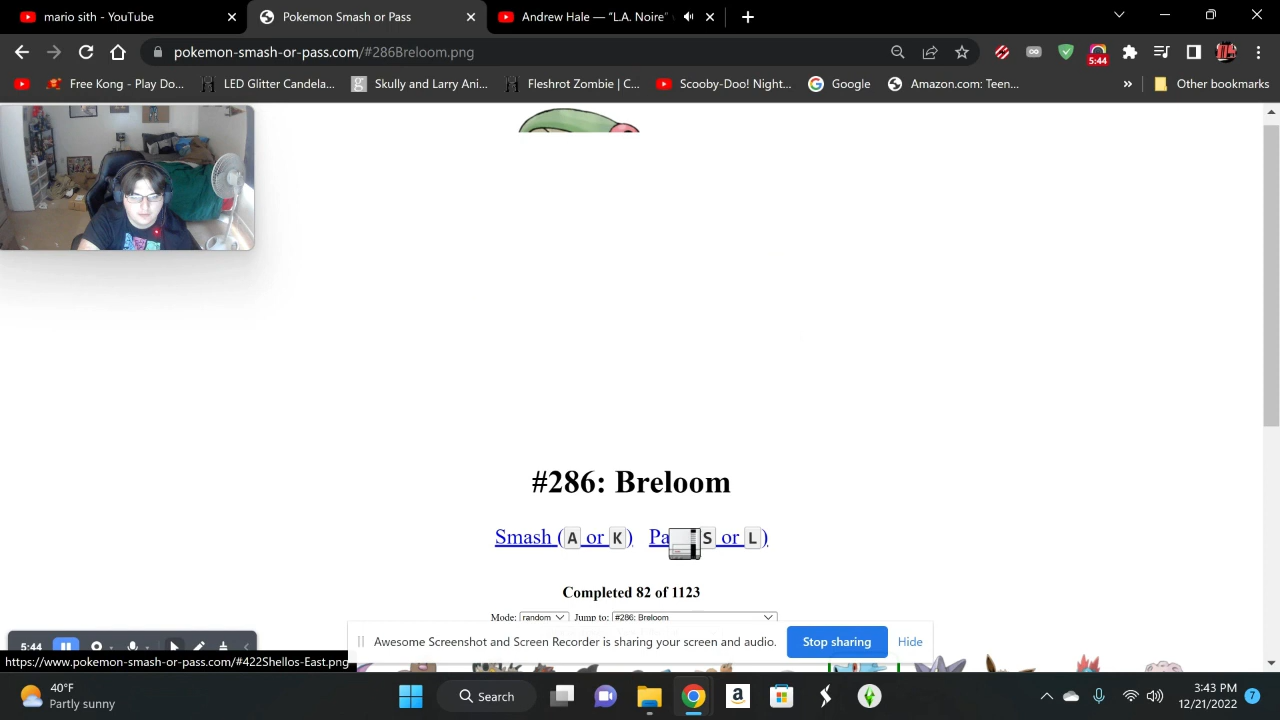 mario sith - YouTube
Pokemon Smash or Pass
Andrew Hale — "L.A. Noire"
pokemon-smash-or-pass.com/#286Breloom.png
5:44
Free Kong - Play Do...
LED Glitter Candela...
Skully and Larry Ani...
Fleshrot Zombie | C...
Scooby-Doo! Night...
Google
Amazon.com: Teen...
Other bookmarks
#286: Breloom
Smash (A or K)
Pa S or L)
Completed 82 of 1123
Mode: random Jump to: #286: Breloom
5:44
Awesome Screenshot and Screen Recorder is sharing your screen and audio.
Stop sharing
Hide
https://www.pokemon-smash-or-pass.com/#422Shellos-East.png
40°F
Partly sunny
Search
3:43 PM
12/21/2022
7